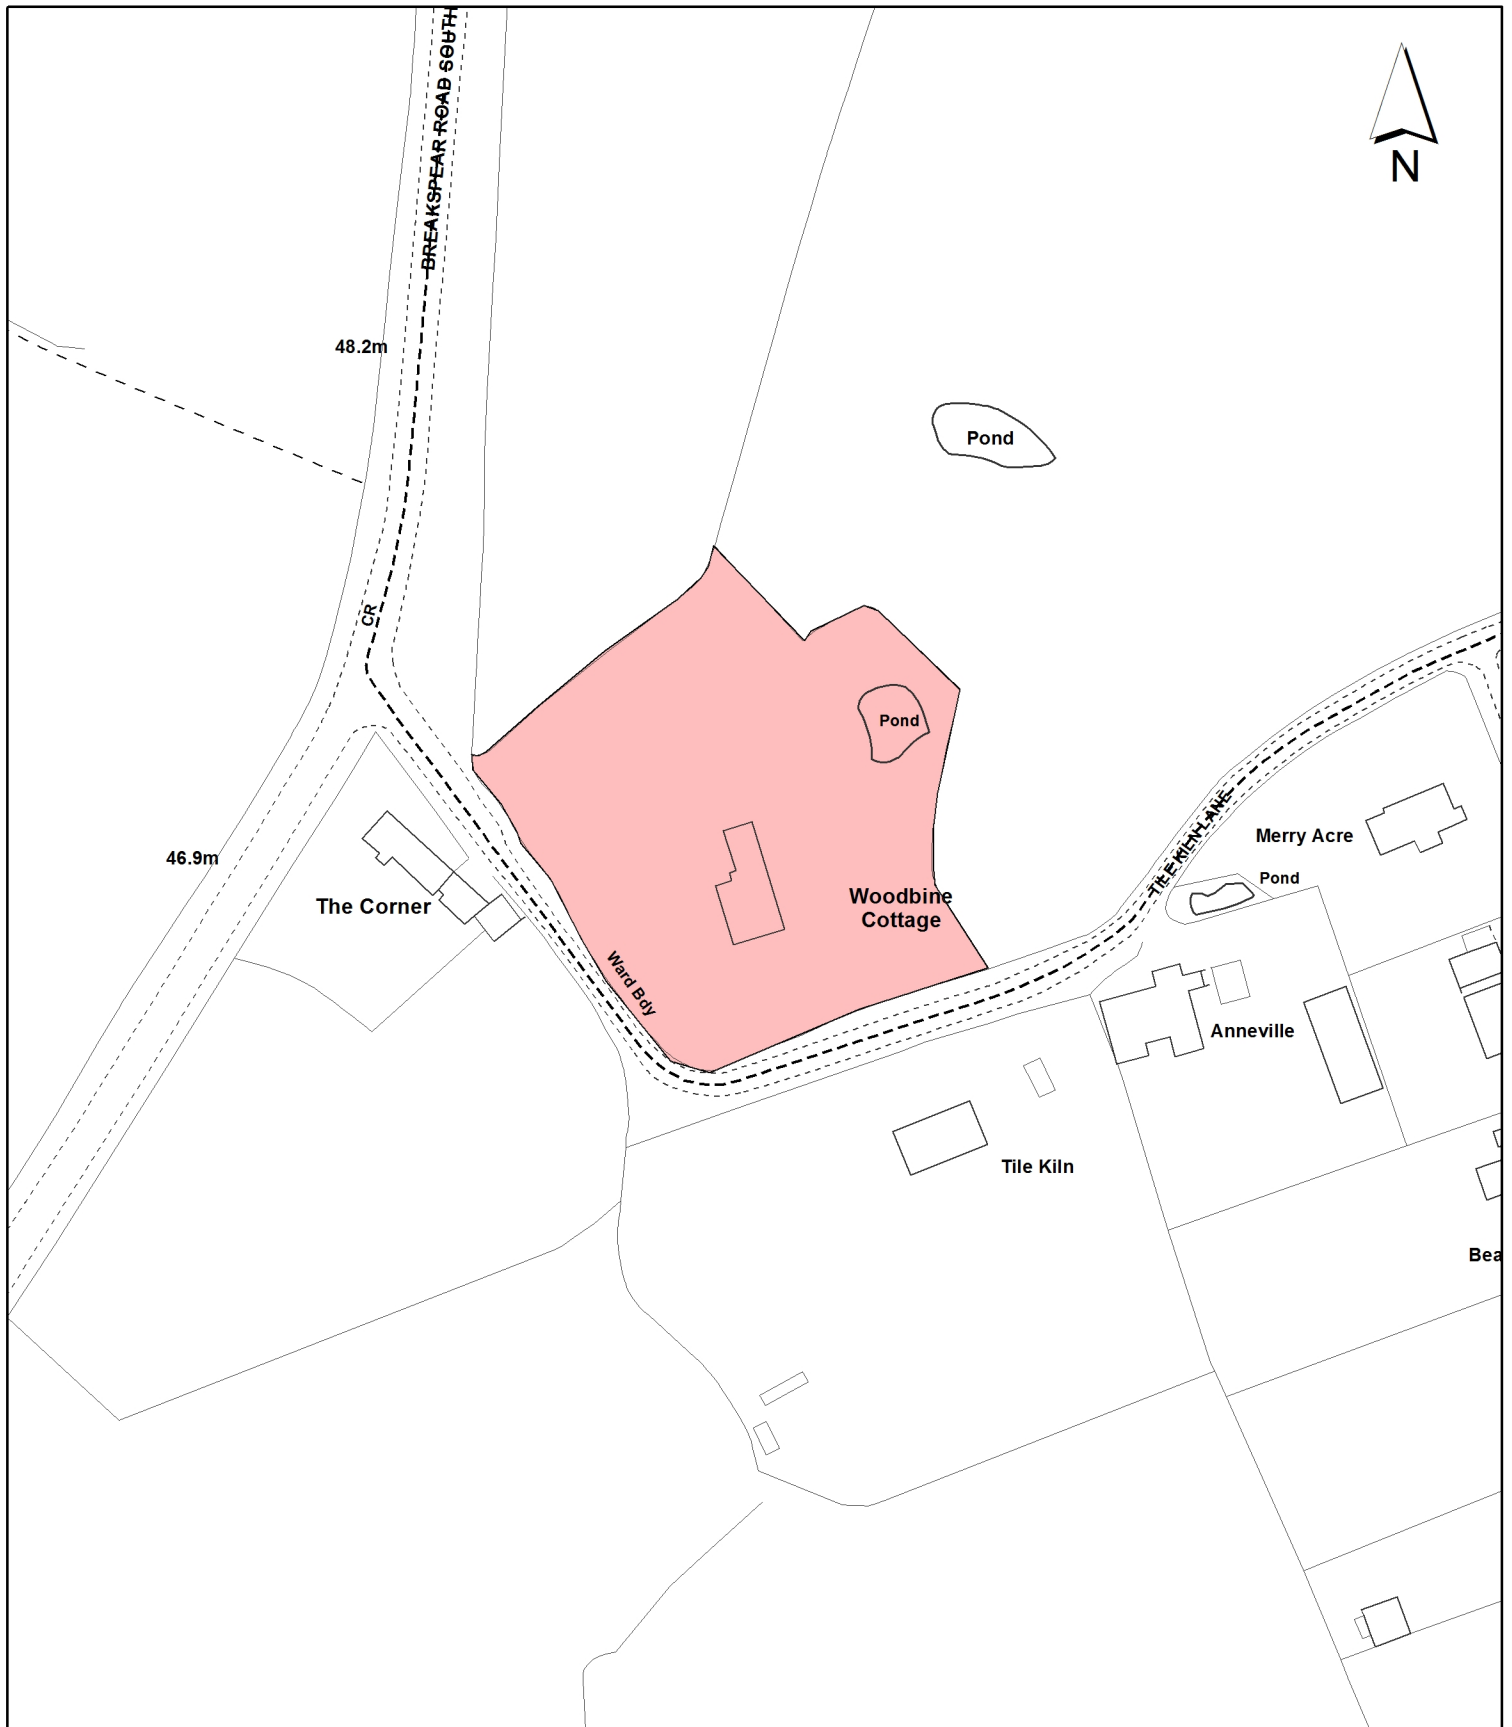 BREAKSPEAR ROAD SOUTH
N
48.2m
Pond
CR
Pond
TILE KILN LANE
Merry Acre
46.9m
Pond
The Corner
Woodbine
Cottage
Ward Bdy
Anneville
Tile Kiln
Bea